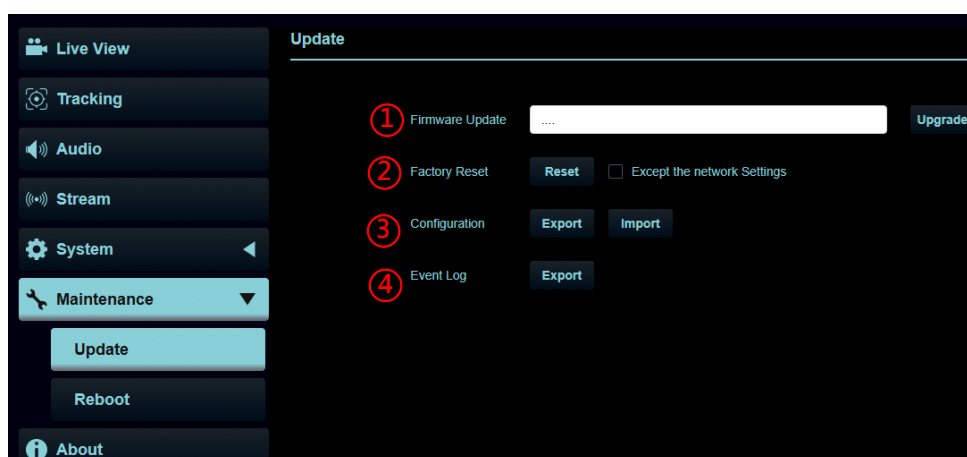 Live View
Tracking
Audio
Stream
System
Maintenance
Update
Reboot
About
Update
1 Firmware Update .... Upgrade
2 Factory Reset Reset Except the network Settings
3 Configuration Export Import
4 Event Log Export